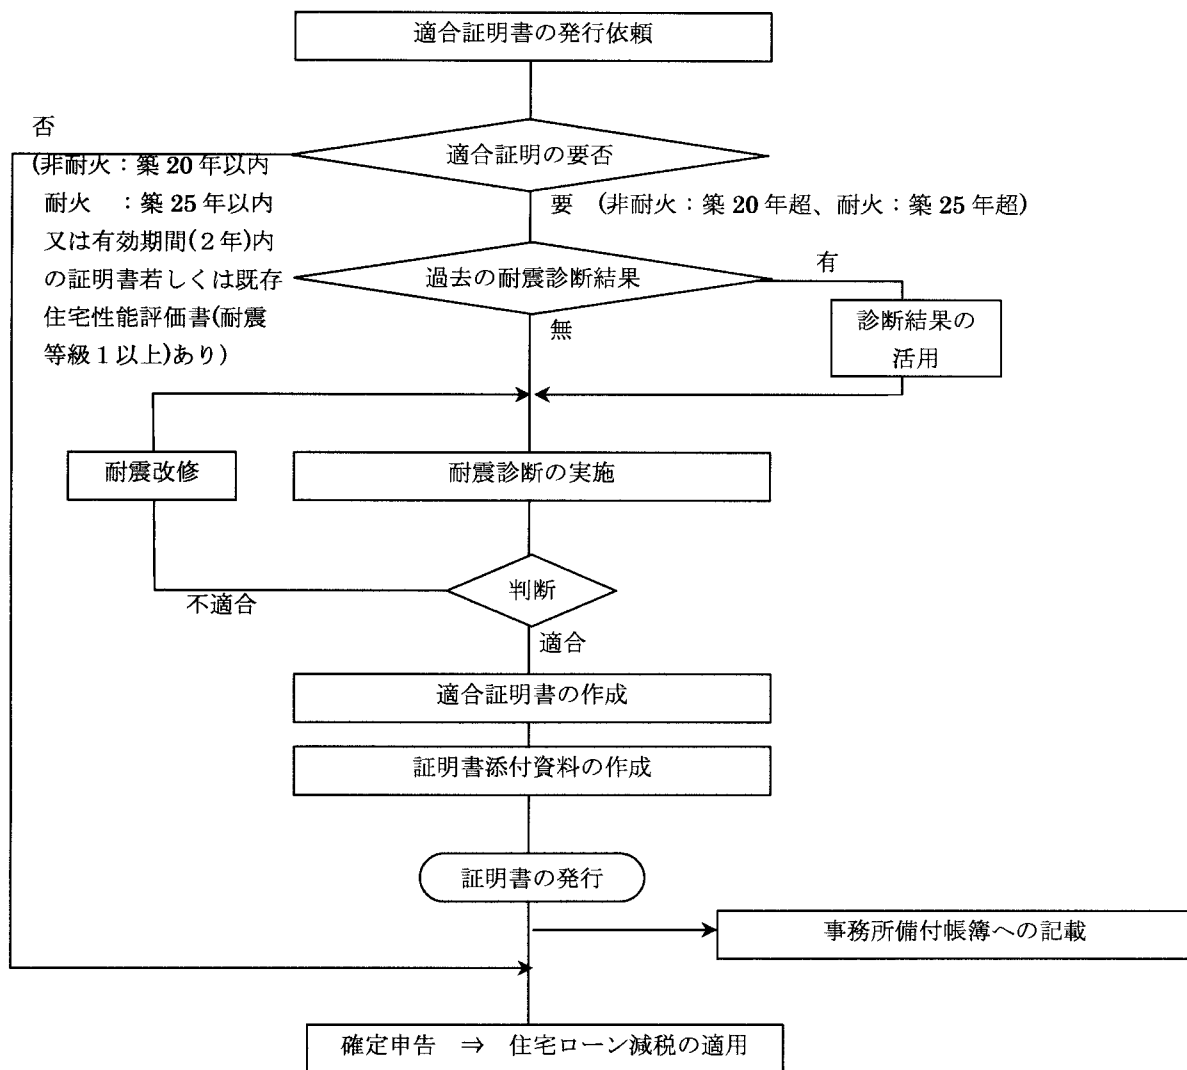 適合証明書の発行依頼
否
適合証明の要否
(非耐火：築 20 年以内
耐火　：築 25 年以内
又は有効期間(２年)内
の証明書若しくは既存
住宅性能評価書(耐震
等級１以上)あり）
要　(非耐火：築 20 年超、耐火：築 25 年超)
過去の耐震診断結果
有
無
診断結果の
活用
耐震改修
耐震診断の実施
判断
不適合
適合
適合証明書の作成
証明書添付資料の作成
証明書の発行
事務所備付帳簿への記載
確定申告　⇒　住宅ローン減税の適用